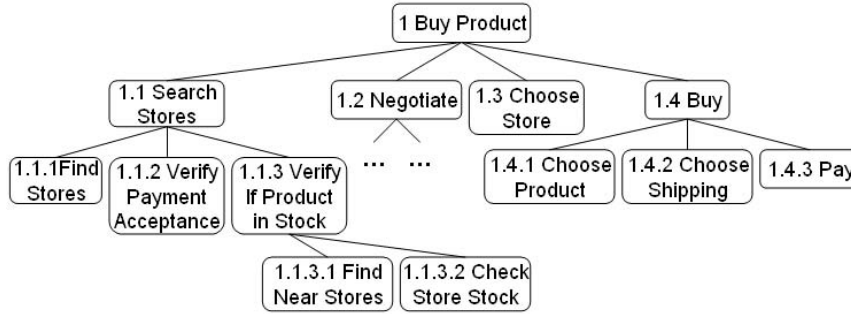 1 Buy Product
1.1 Search
Stores
1.2 Negotiate
1.3 Choose
Store
1.4 Buy
... ...
1.1.1Find
Stores
1.1.2 Verify
Payment
Acceptance
1.1.3 Verify
If Product
in Stock
1.4.1 Choose
Product
1.4.2 Choose
Shipping
1.4.3 Pay
1.1.3.1 Find
Near Stores
1.1.3.2 Check
Store Stock